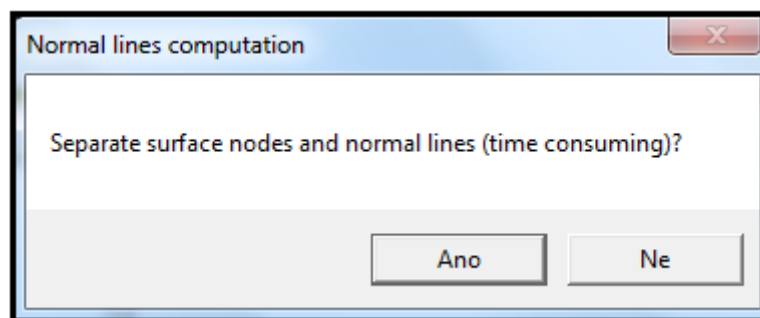 Normal lines computation
Separate surface nodes and normal lines (time consuming)?
Ano
Ne